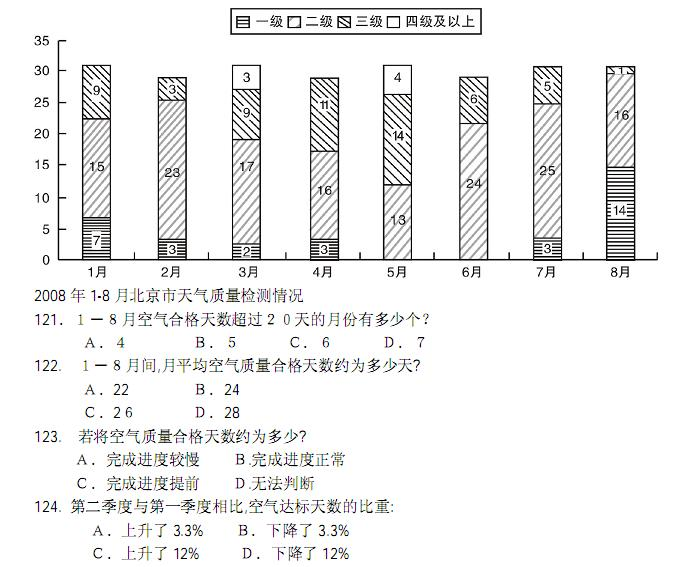 一级 二级 三级 四级及以上
35
30
25
20
15
10
5
0
9 15 7
3 23 3
3 9 17 2
11 16 3
4 14 13
6 24
5 25 3
1 16 14
1月 2月 3月 4月 5月 6月 7月 8月
2008 年 1-8 月北京市天气质量检测情况
121. 1－8月空气合格天数超过２０天的月份有多少个？
A．4 B．5 C．6 D．7
122. 1－8月间,月平均空气质量合格天数约为多少天?
A．22 B．24
C．26 D．28
123. 若将空气质量合格天数约为多少?
A．完成进度较慢 B.完成进度正常
C．完成进度提前 D.无法判断
124. 第二季度与第一季度相比,空气达标天数的比重:
A．上升了 3.3% B．下降了 3.3%
C．上升了 12% D．下降了 12%